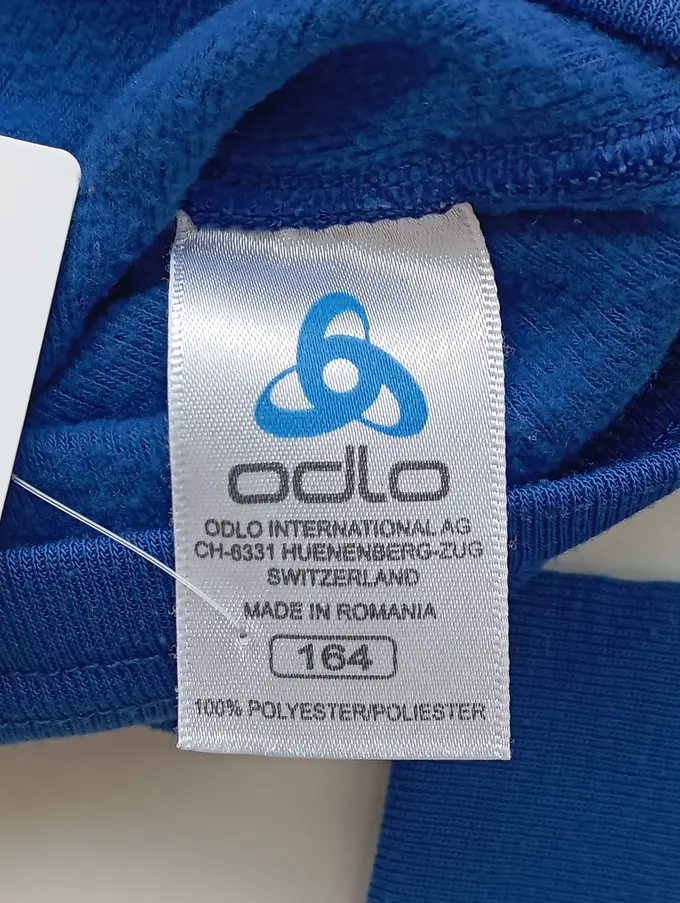 odlo
ODLO INTERNATIONAL AG
CH-6331 HUENENBERG-ZUG
SWITZERLAND
MADE IN ROMANIA
164
100% POLYESTER/POLIESTER